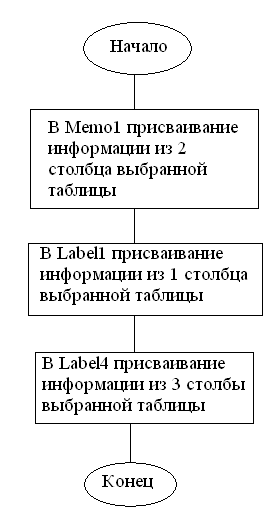 Начало
В Memo1 присваивание
информации из 2
столбца выбранной
таблицы
В Label1 присваивание
информации из 1 столбца
выбранной таблицы
В Label4 присваивание
информации из 3 столбы
выбранной таблицы
Конец